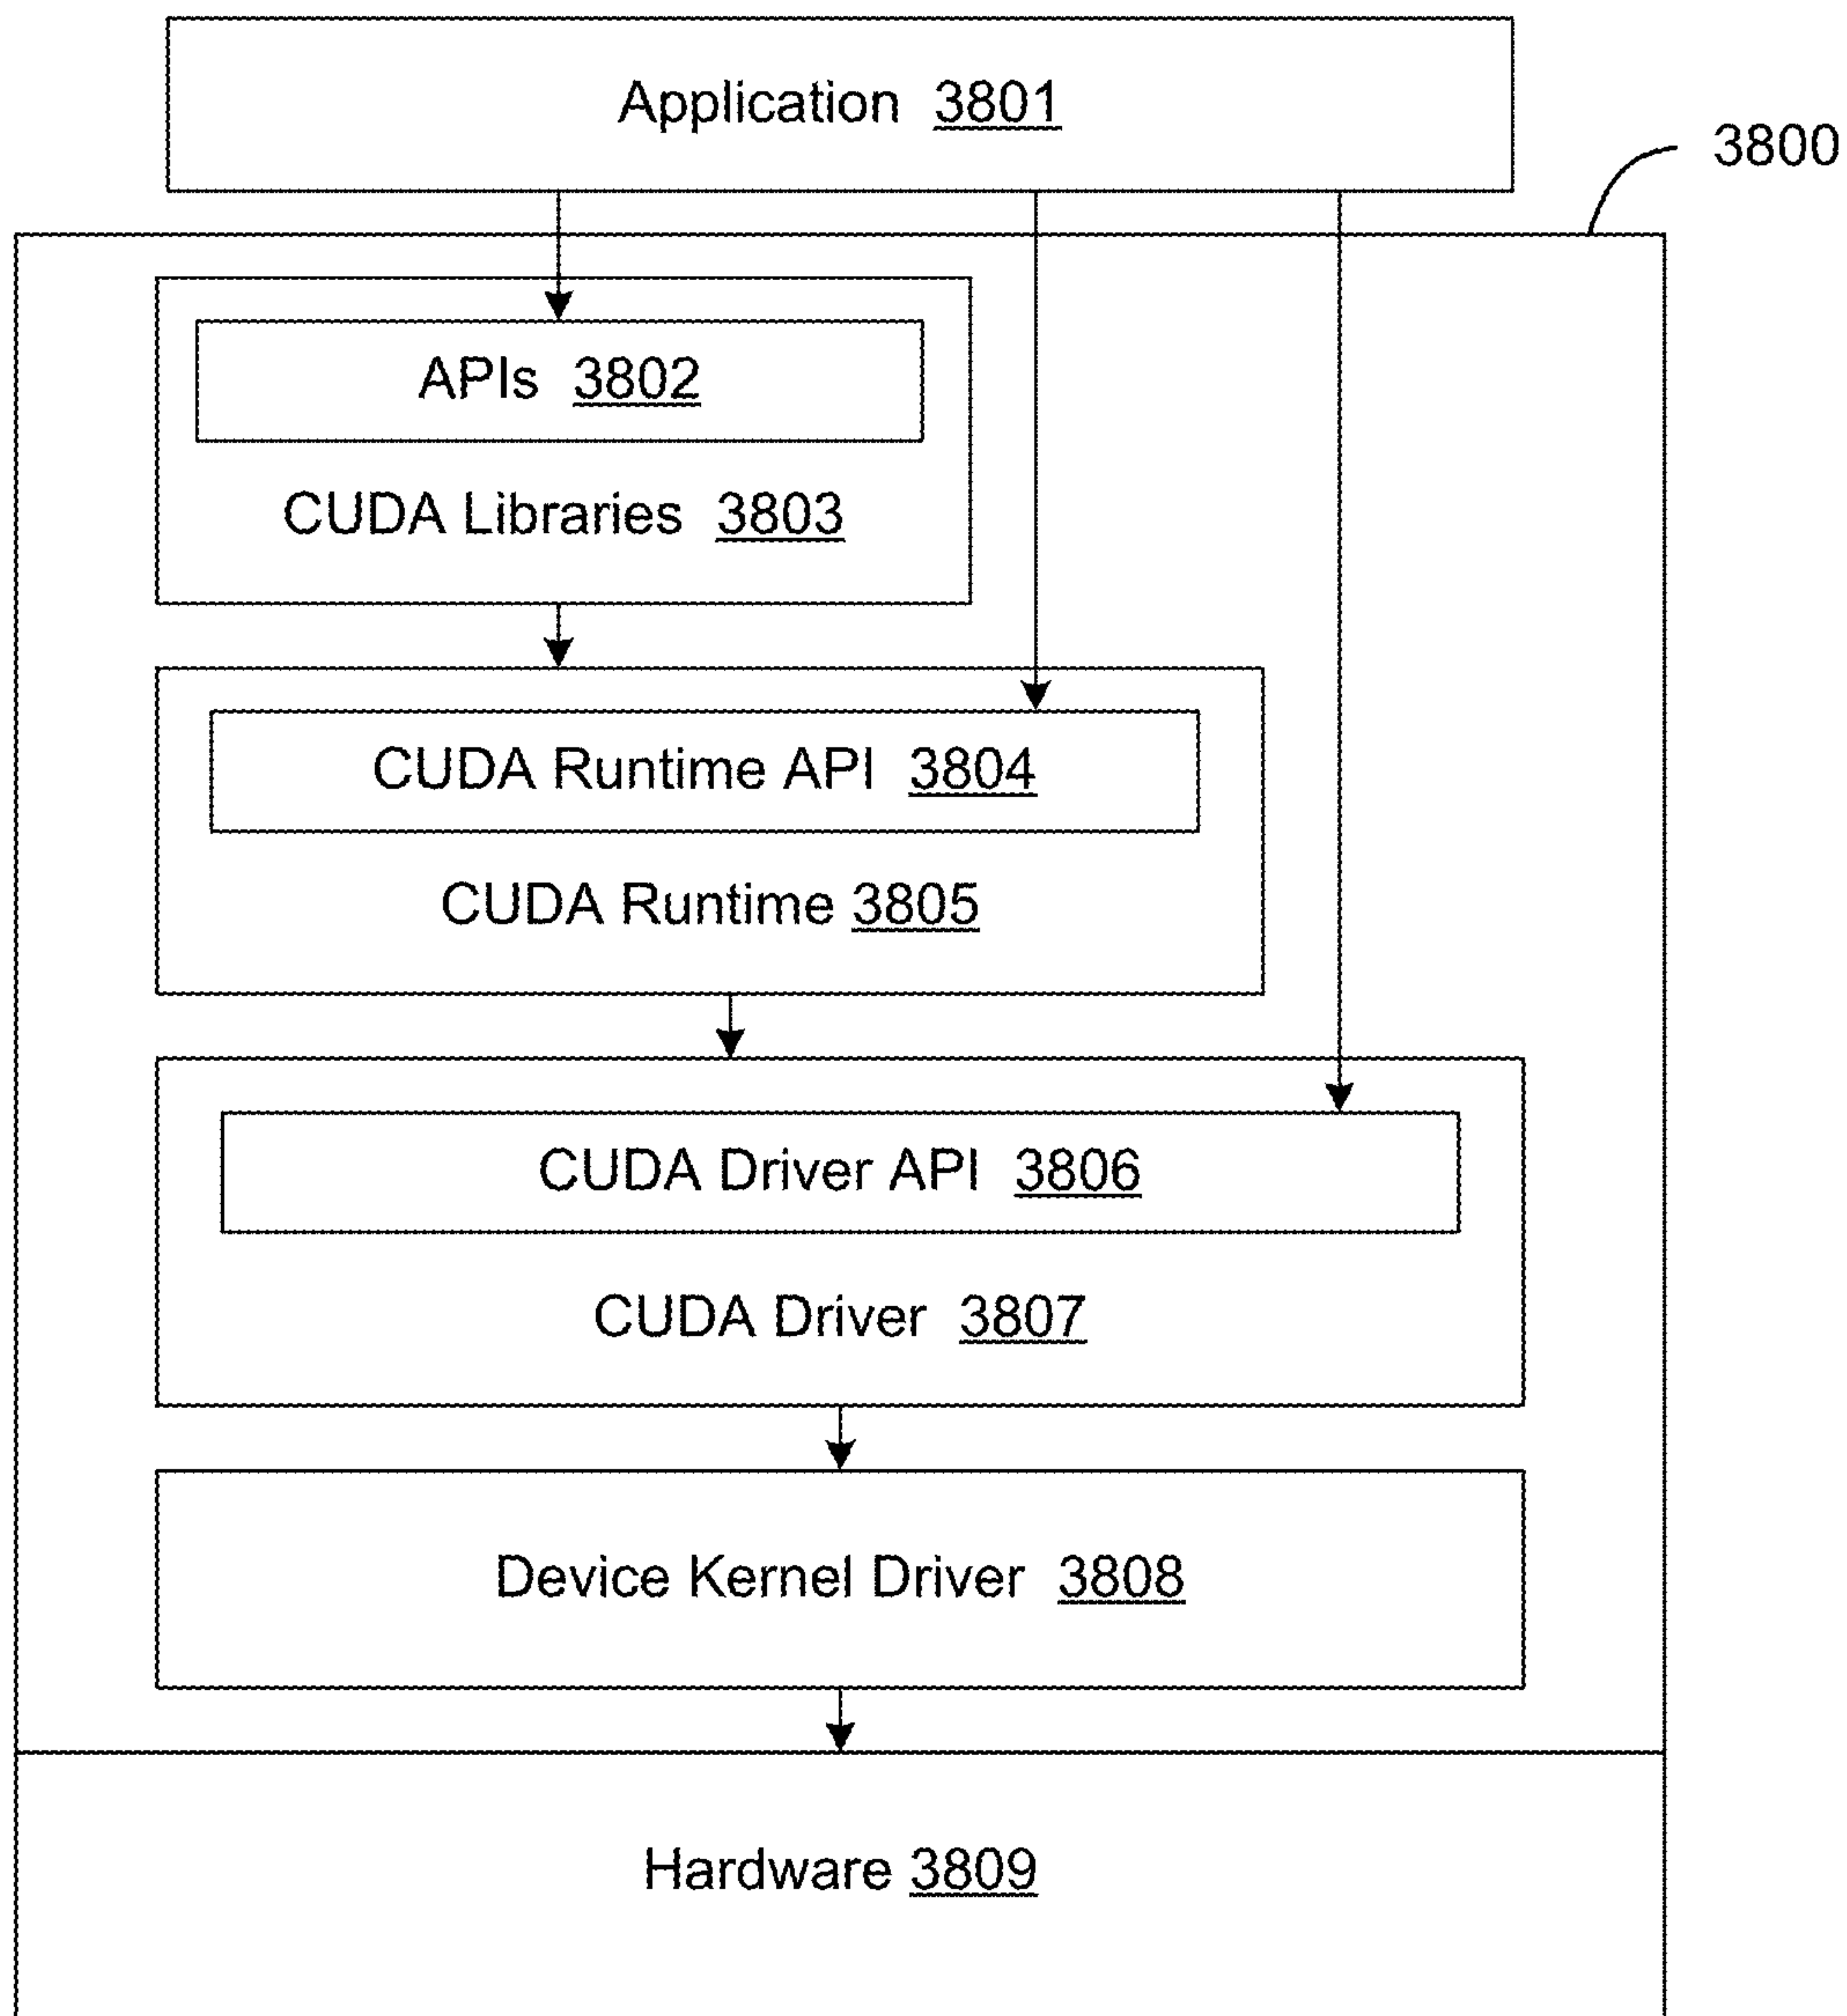 Application 3801
3800
APIs 3802
CUDA Libraries 3803
CUDA Runtime API 3804
CUDA Runtime 3805
CUDA Driver API 3806
CUDA Driver 3807
Device Kernel Driver 3808
Hardware 3809